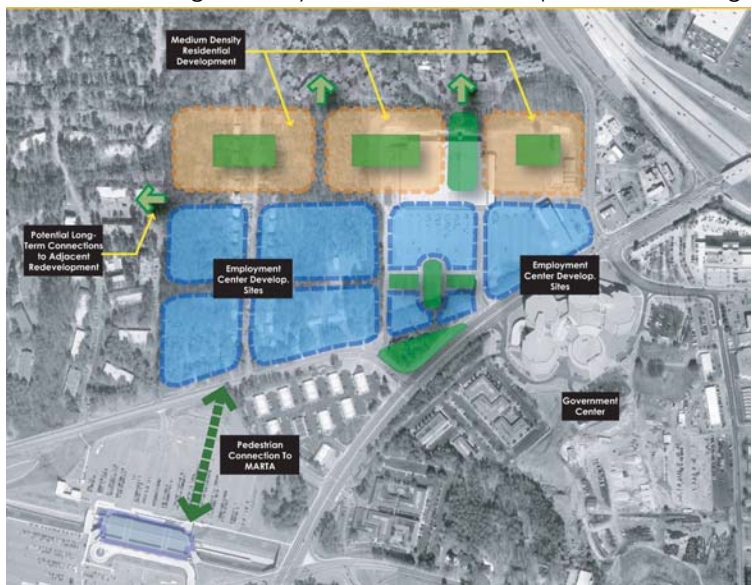 Medium Density
Residential
Development
Potential Long-
Term Connections
to Adjacent
Redevelopment
Employment
Center Develop.
Sites
Employment
Center Develop.
Sites
Government
Center
Pedestrian
Connection To
MARTA